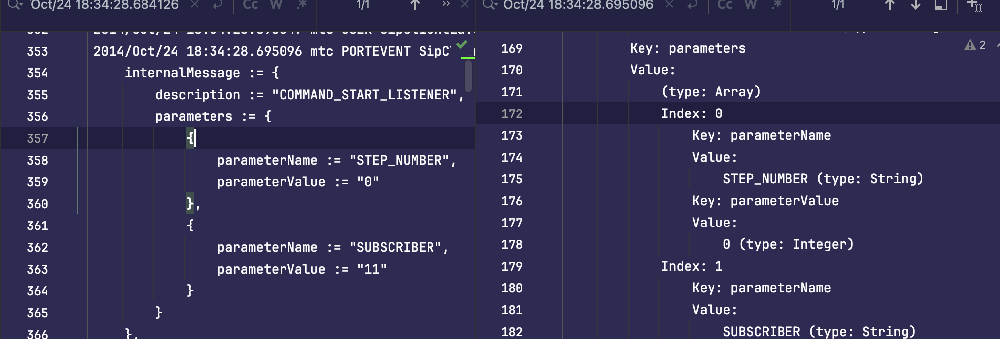 Oct/24 18:34:28.684126 Cc W .* 1/1
353 2014/Oct/24 18:34:28.695096 mtc PORTEVENT
354 internalMessage := {
355 description := "COMMAND_START_LISTENER",
356 parameters := {
357 {
358 parameterName := "STEP_NUMBER",
359 parameterValue := "0"
360 },
361 {
362 parameterName := "SUBSCRIBER",
363 parameterValue := "11"
364 }
365 }
366 },
Oct/24 18:34:28.695096 Cc W .* 1/1
2
169 Key: parameters
170 Value:
171 (type: Array)
172 Index: 0
173 Key: parameterName
174 Value:
175 STEP_NUMBER (type: String)
176 Key: parameterValue
177 Value:
178 0 (type: Integer)
179 Index: 1
180 Key: parameterName
181 Value:
182 SUBSCRIBER (type: String)